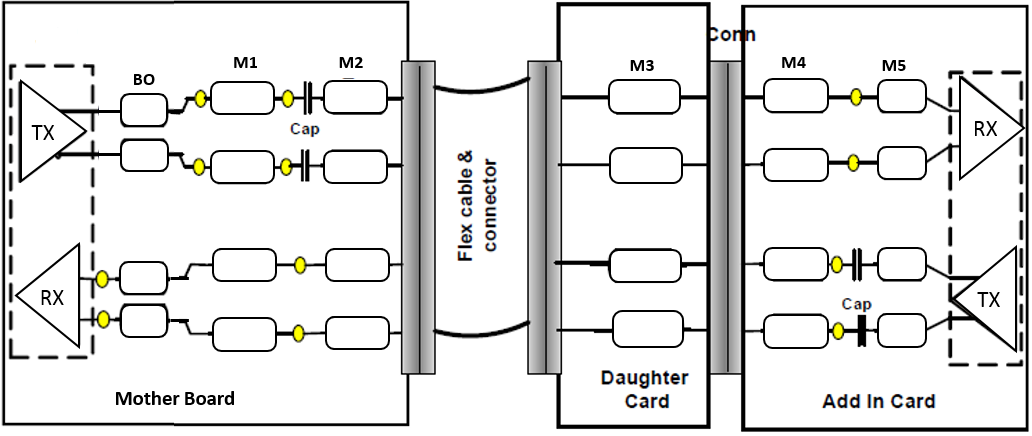 Conn
M1
M2
M3
M4
M5
BO
TX
Cap
RX
Flex cable &
connector
RX
TX
Cap
Daughter
Card
Mother Board
Add In Card